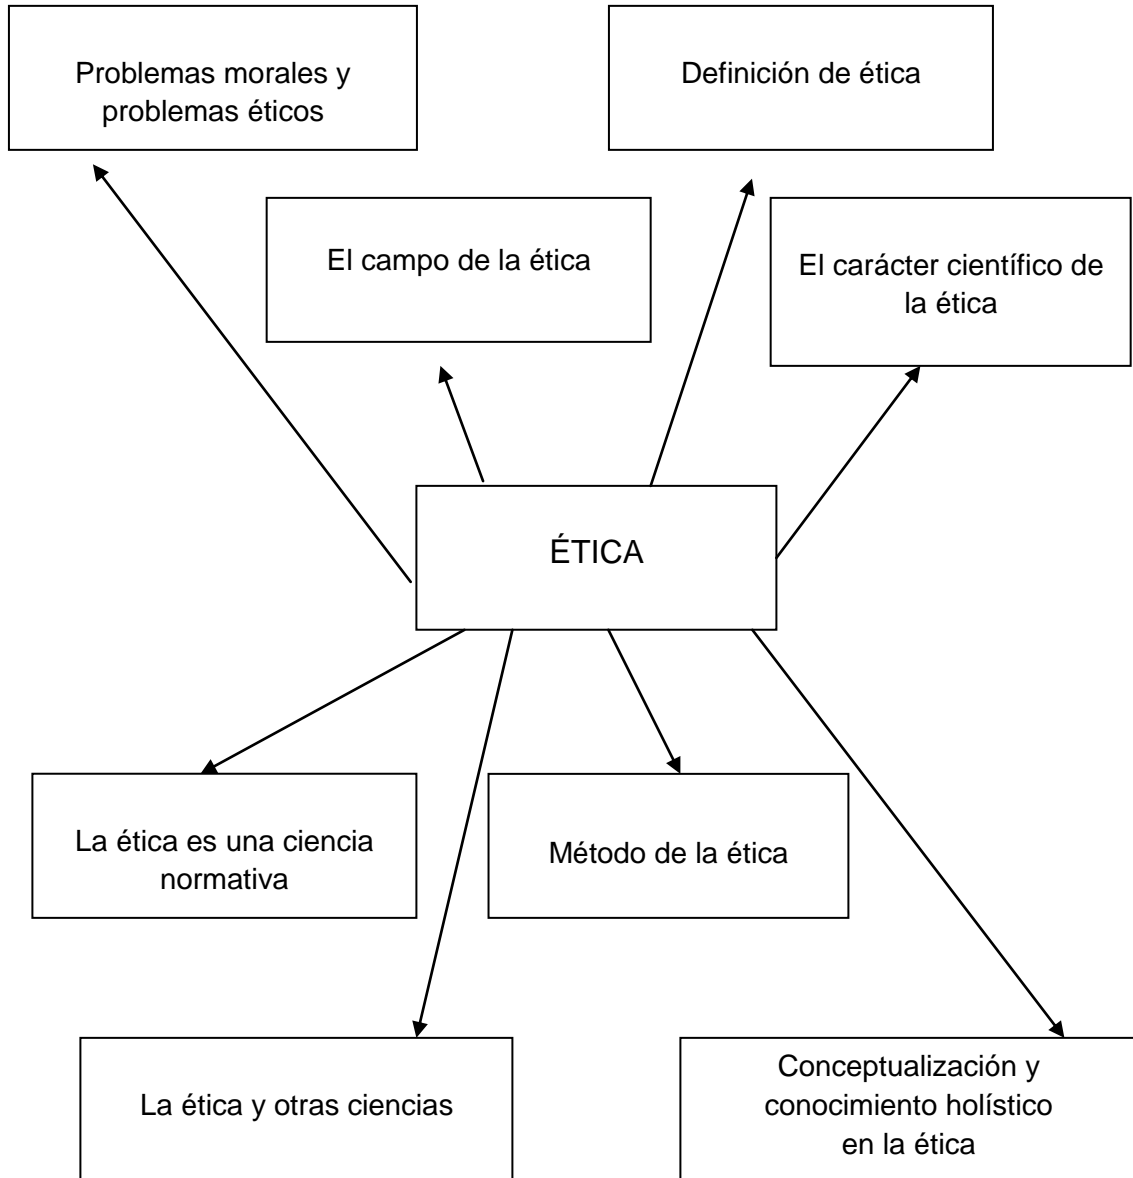 Problemas morales y
problemas éticos
Definición de ética
El campo de la ética
El carácter científico de
la ética
ÉTICA
La ética es una ciencia
normativa
Método de la ética
La ética y otras ciencias
Conceptualización y
conocimiento holístico
en la ética